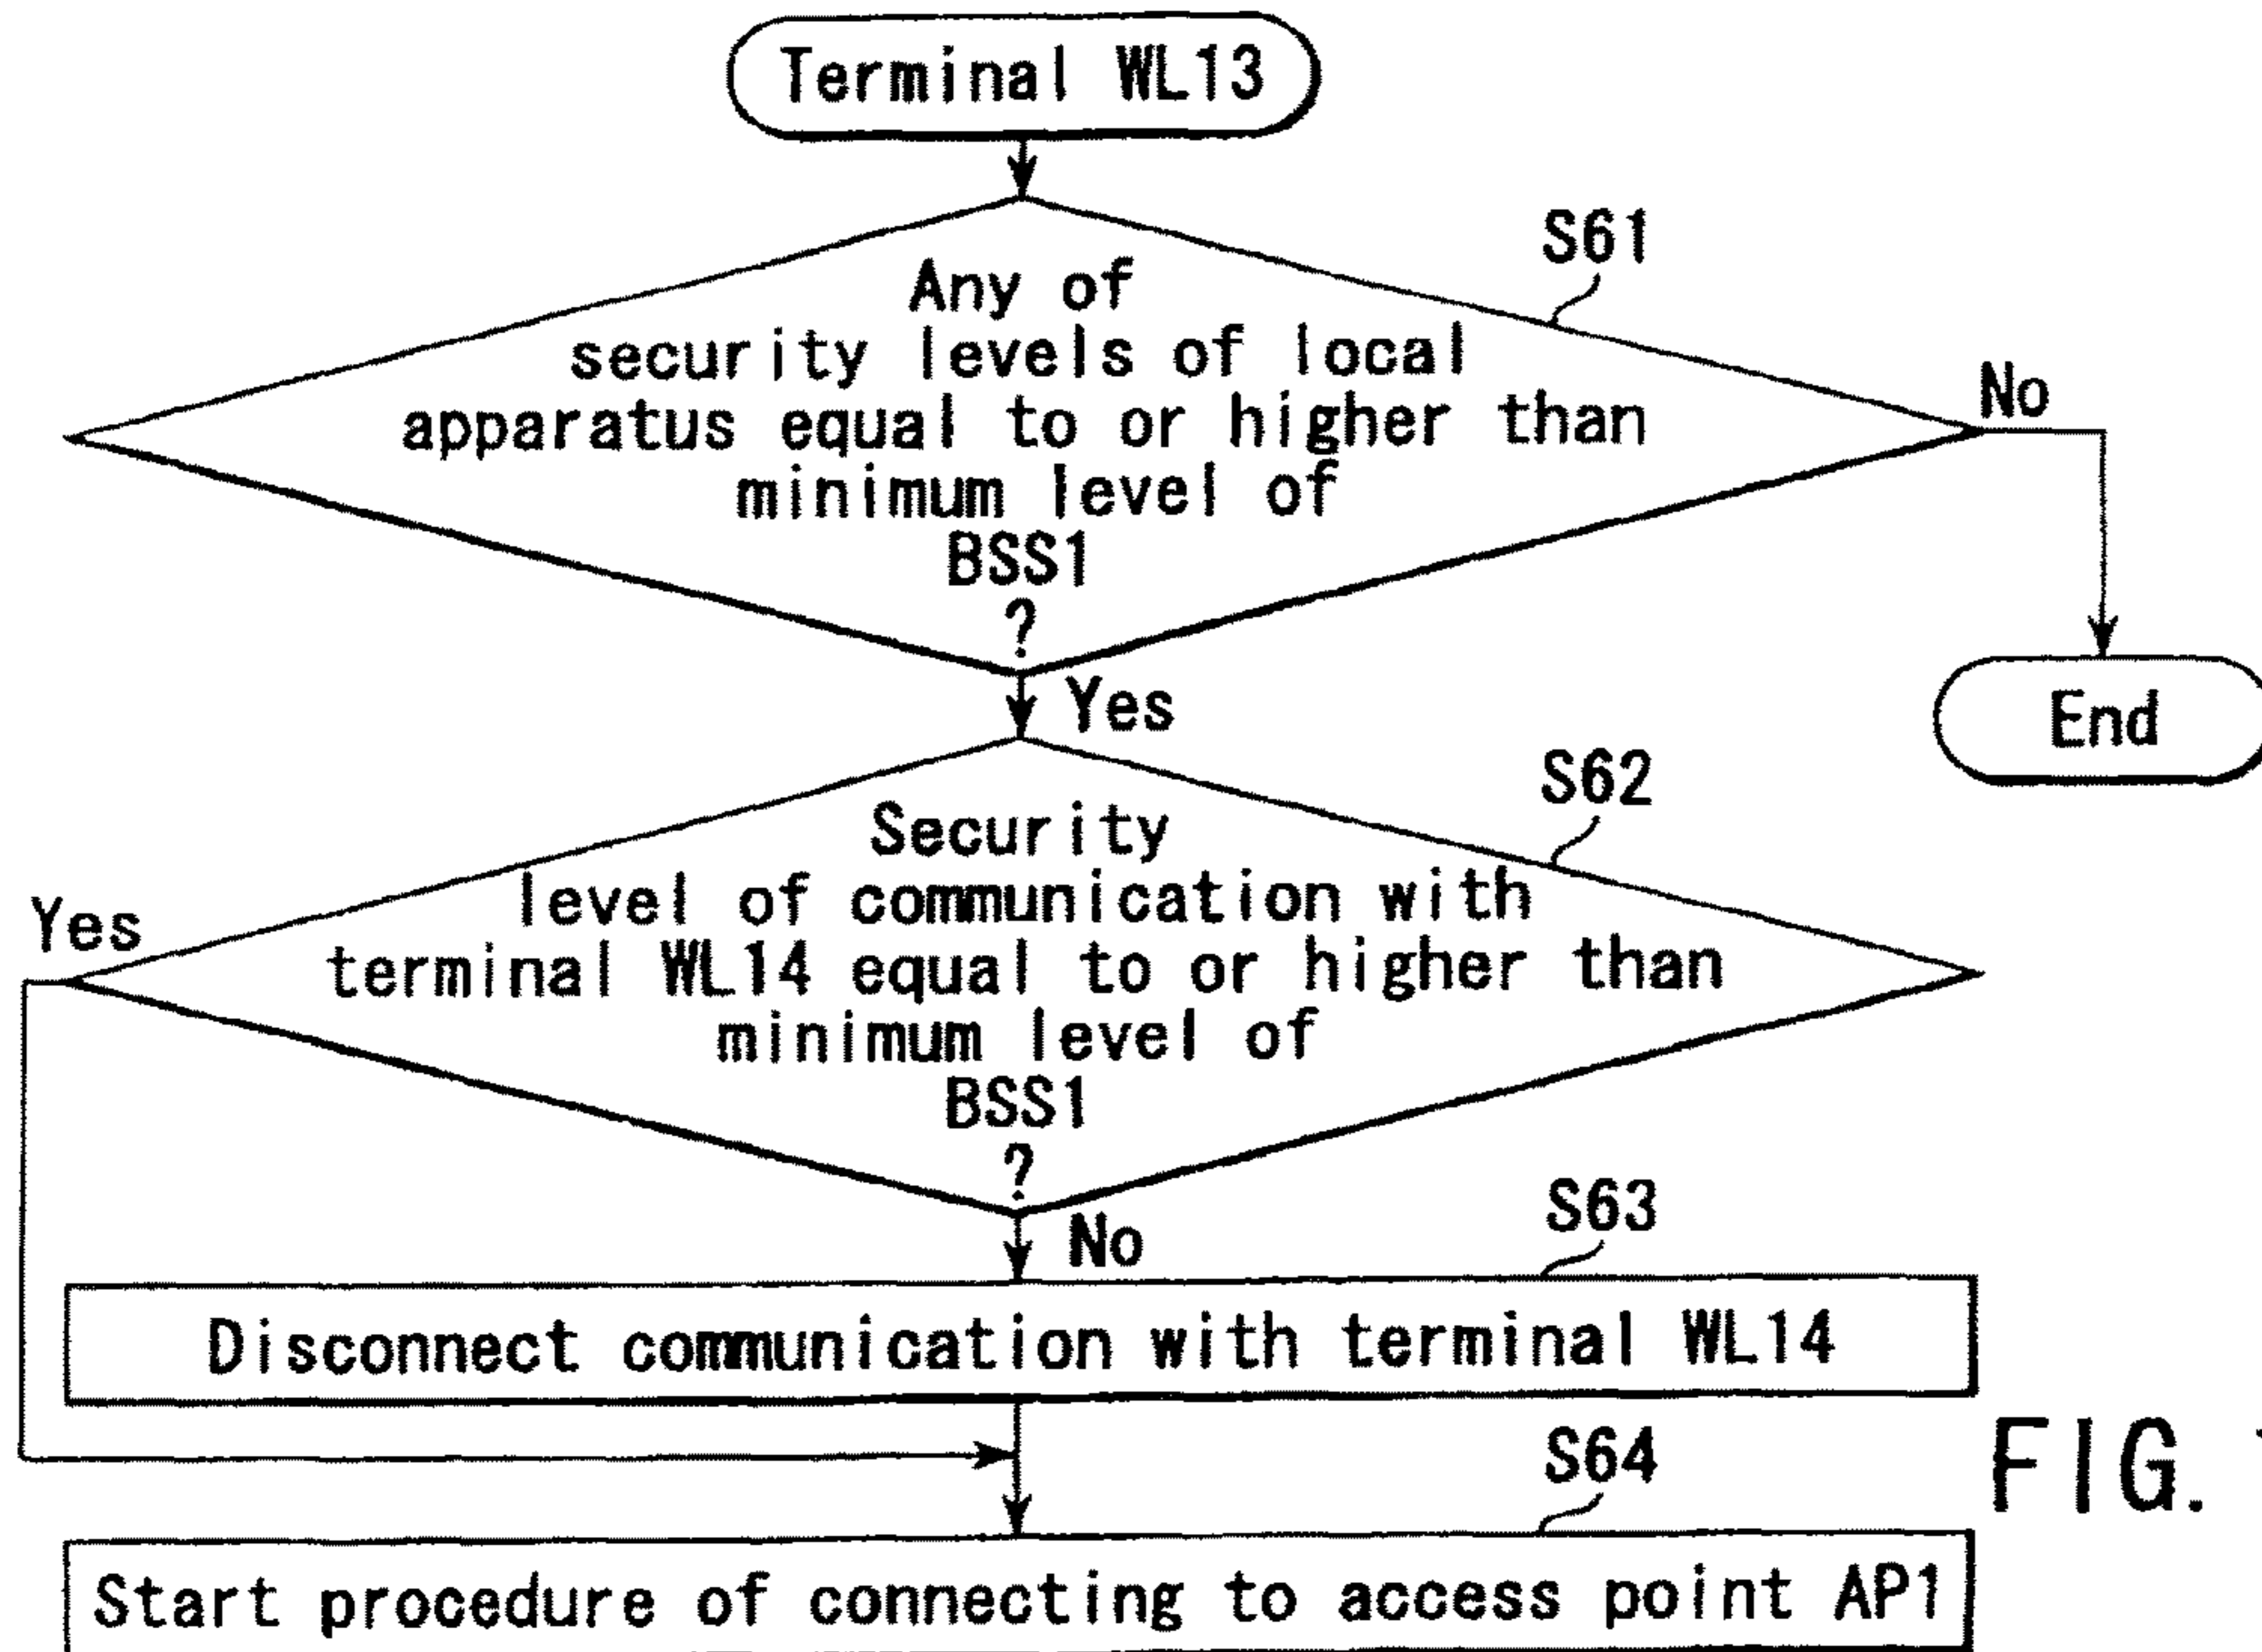 Terminal WL13
S61
Any of
security levels of local
apparatus equal to or higher than
minimum level of
BSS1
?
No
Yes
End
S62
Security
level of communication with
terminal WL14 equal to or higher than
minimum level of
BSS1
?
Yes
No
S63
Disconnect communication with terminal WL14
S64
Start procedure of connecting to access point AP1
FIG.